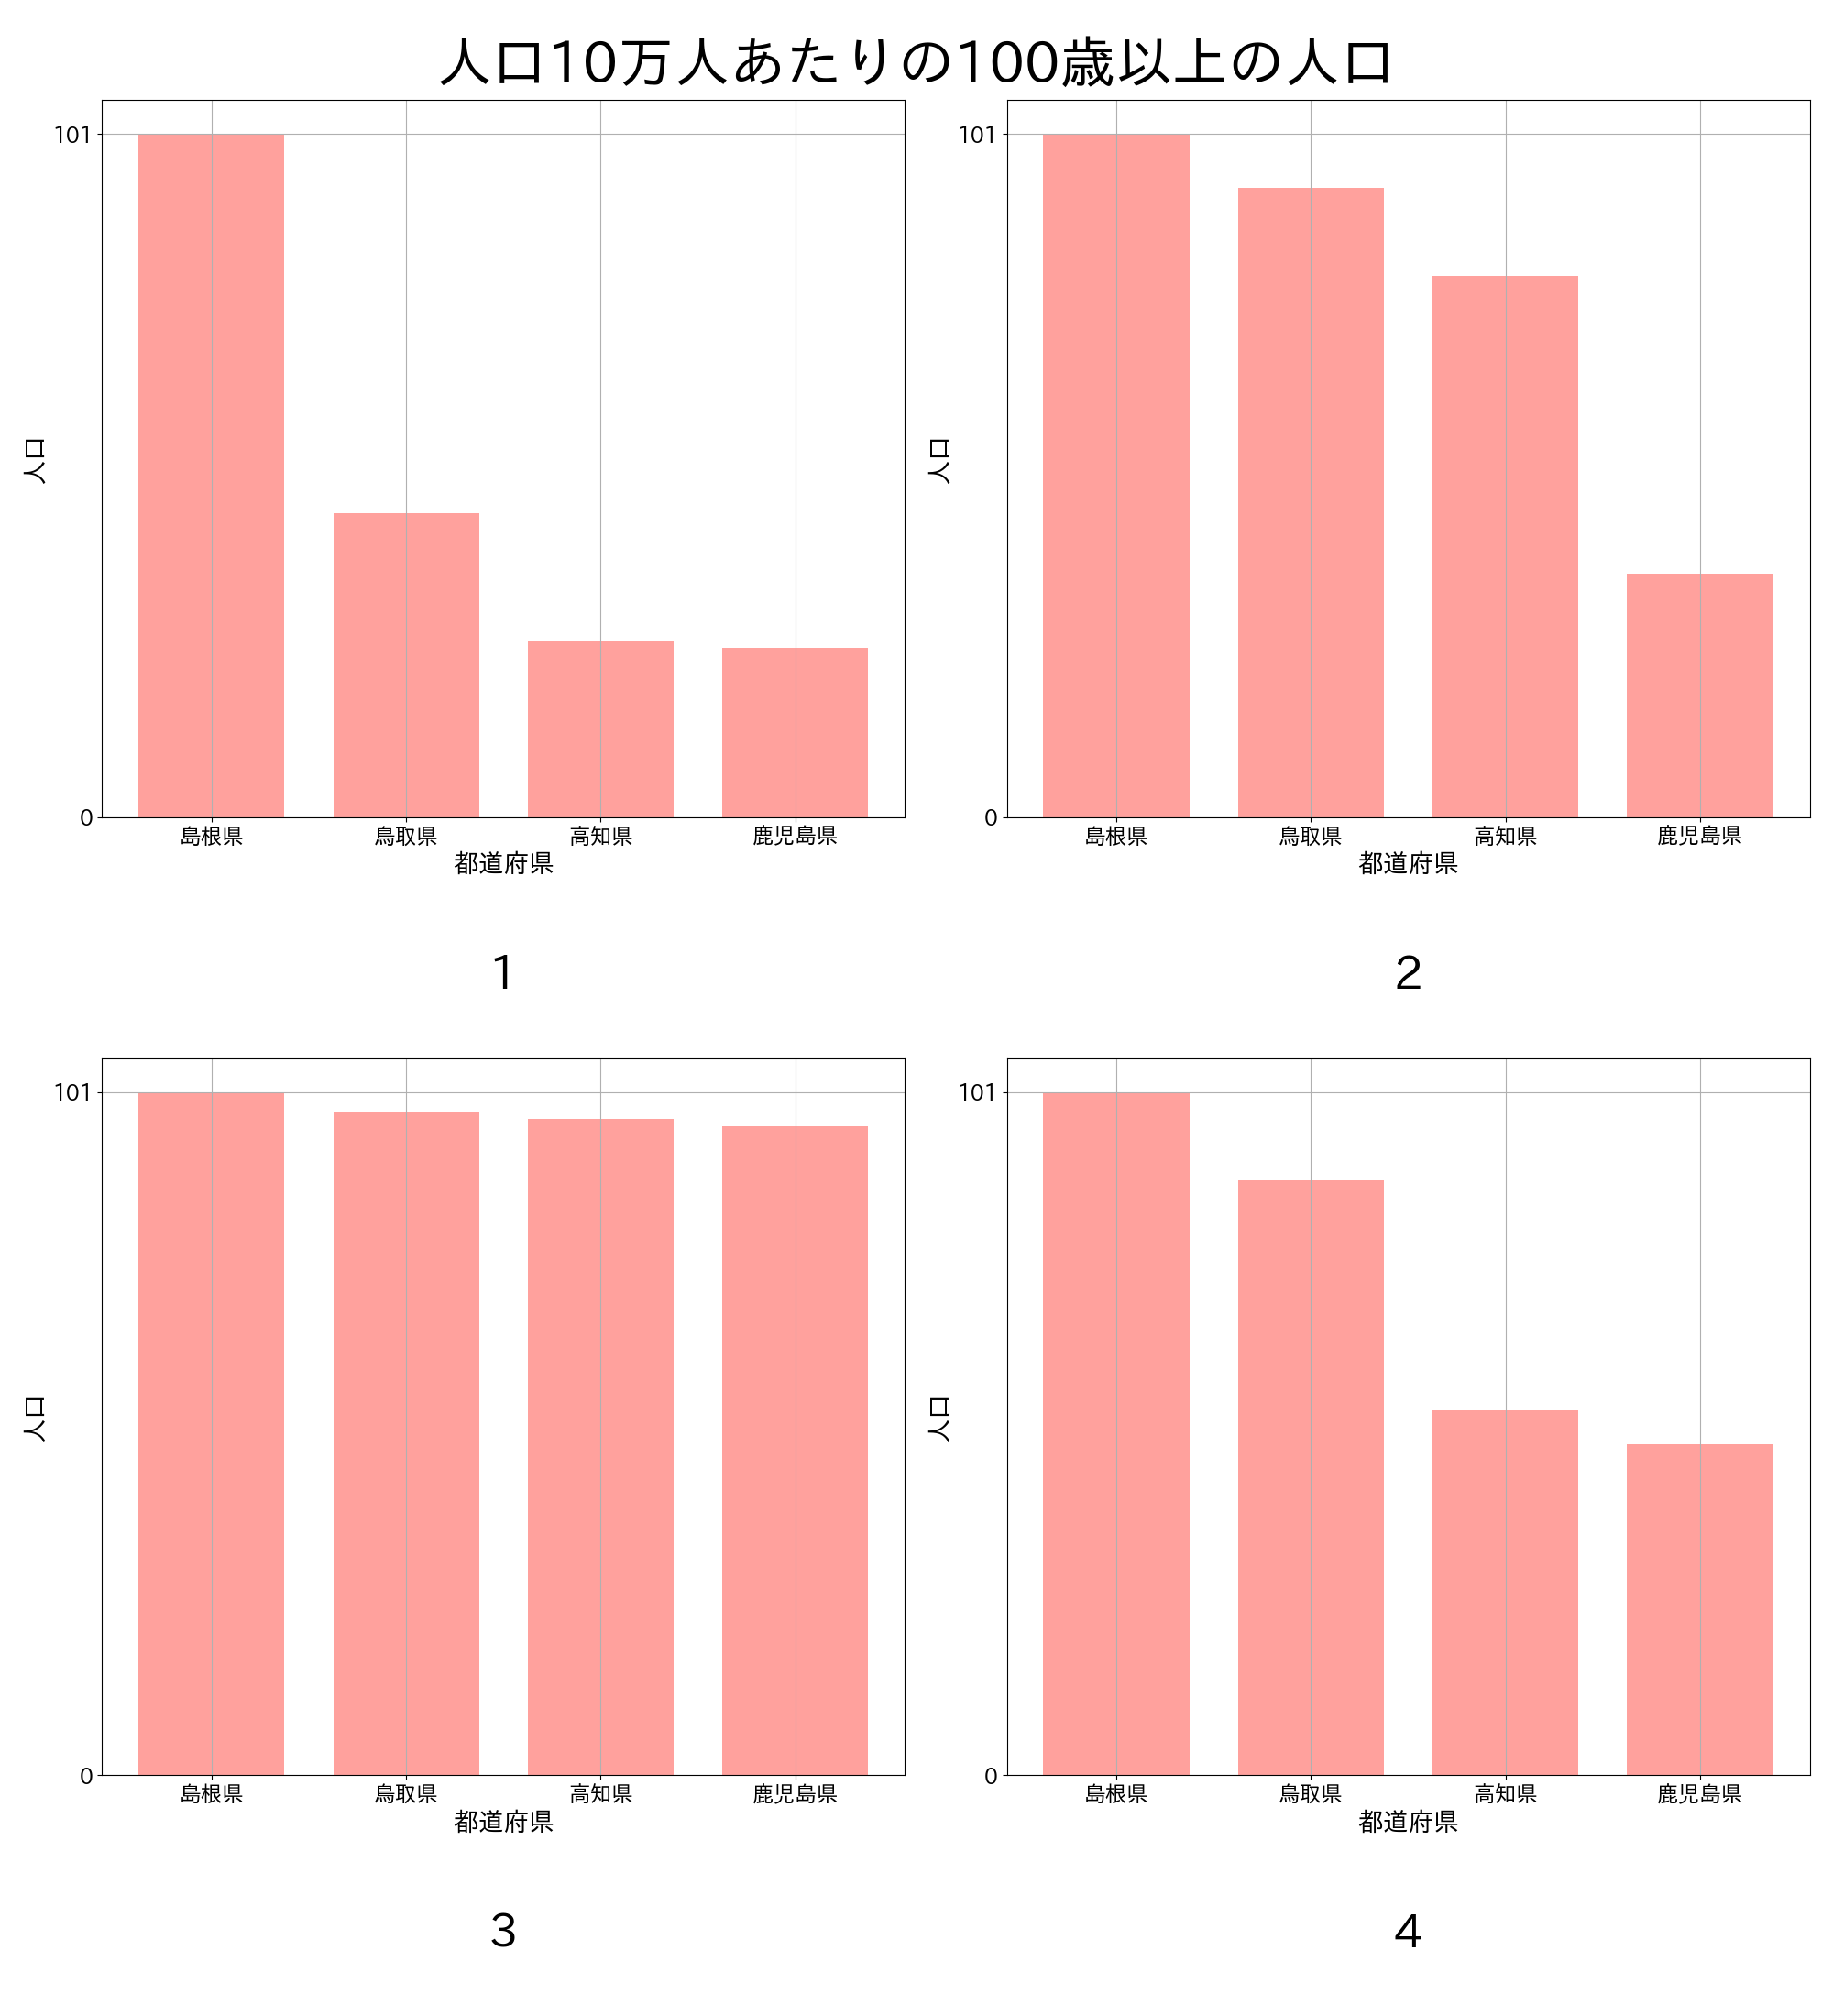 人口10万人あたりの100歳以上の人口
101
0
人口
島根県 鳥取県 高知県 鹿児島県
都道府県
1
101
0
人口
島根県 鳥取県 高知県 鹿児島県
都道府県
2
101
0
人口
島根県 鳥取県 高知県 鹿児島県
都道府県
3
101
0
人口
島根県 鳥取県 高知県 鹿児島県
都道府県
4